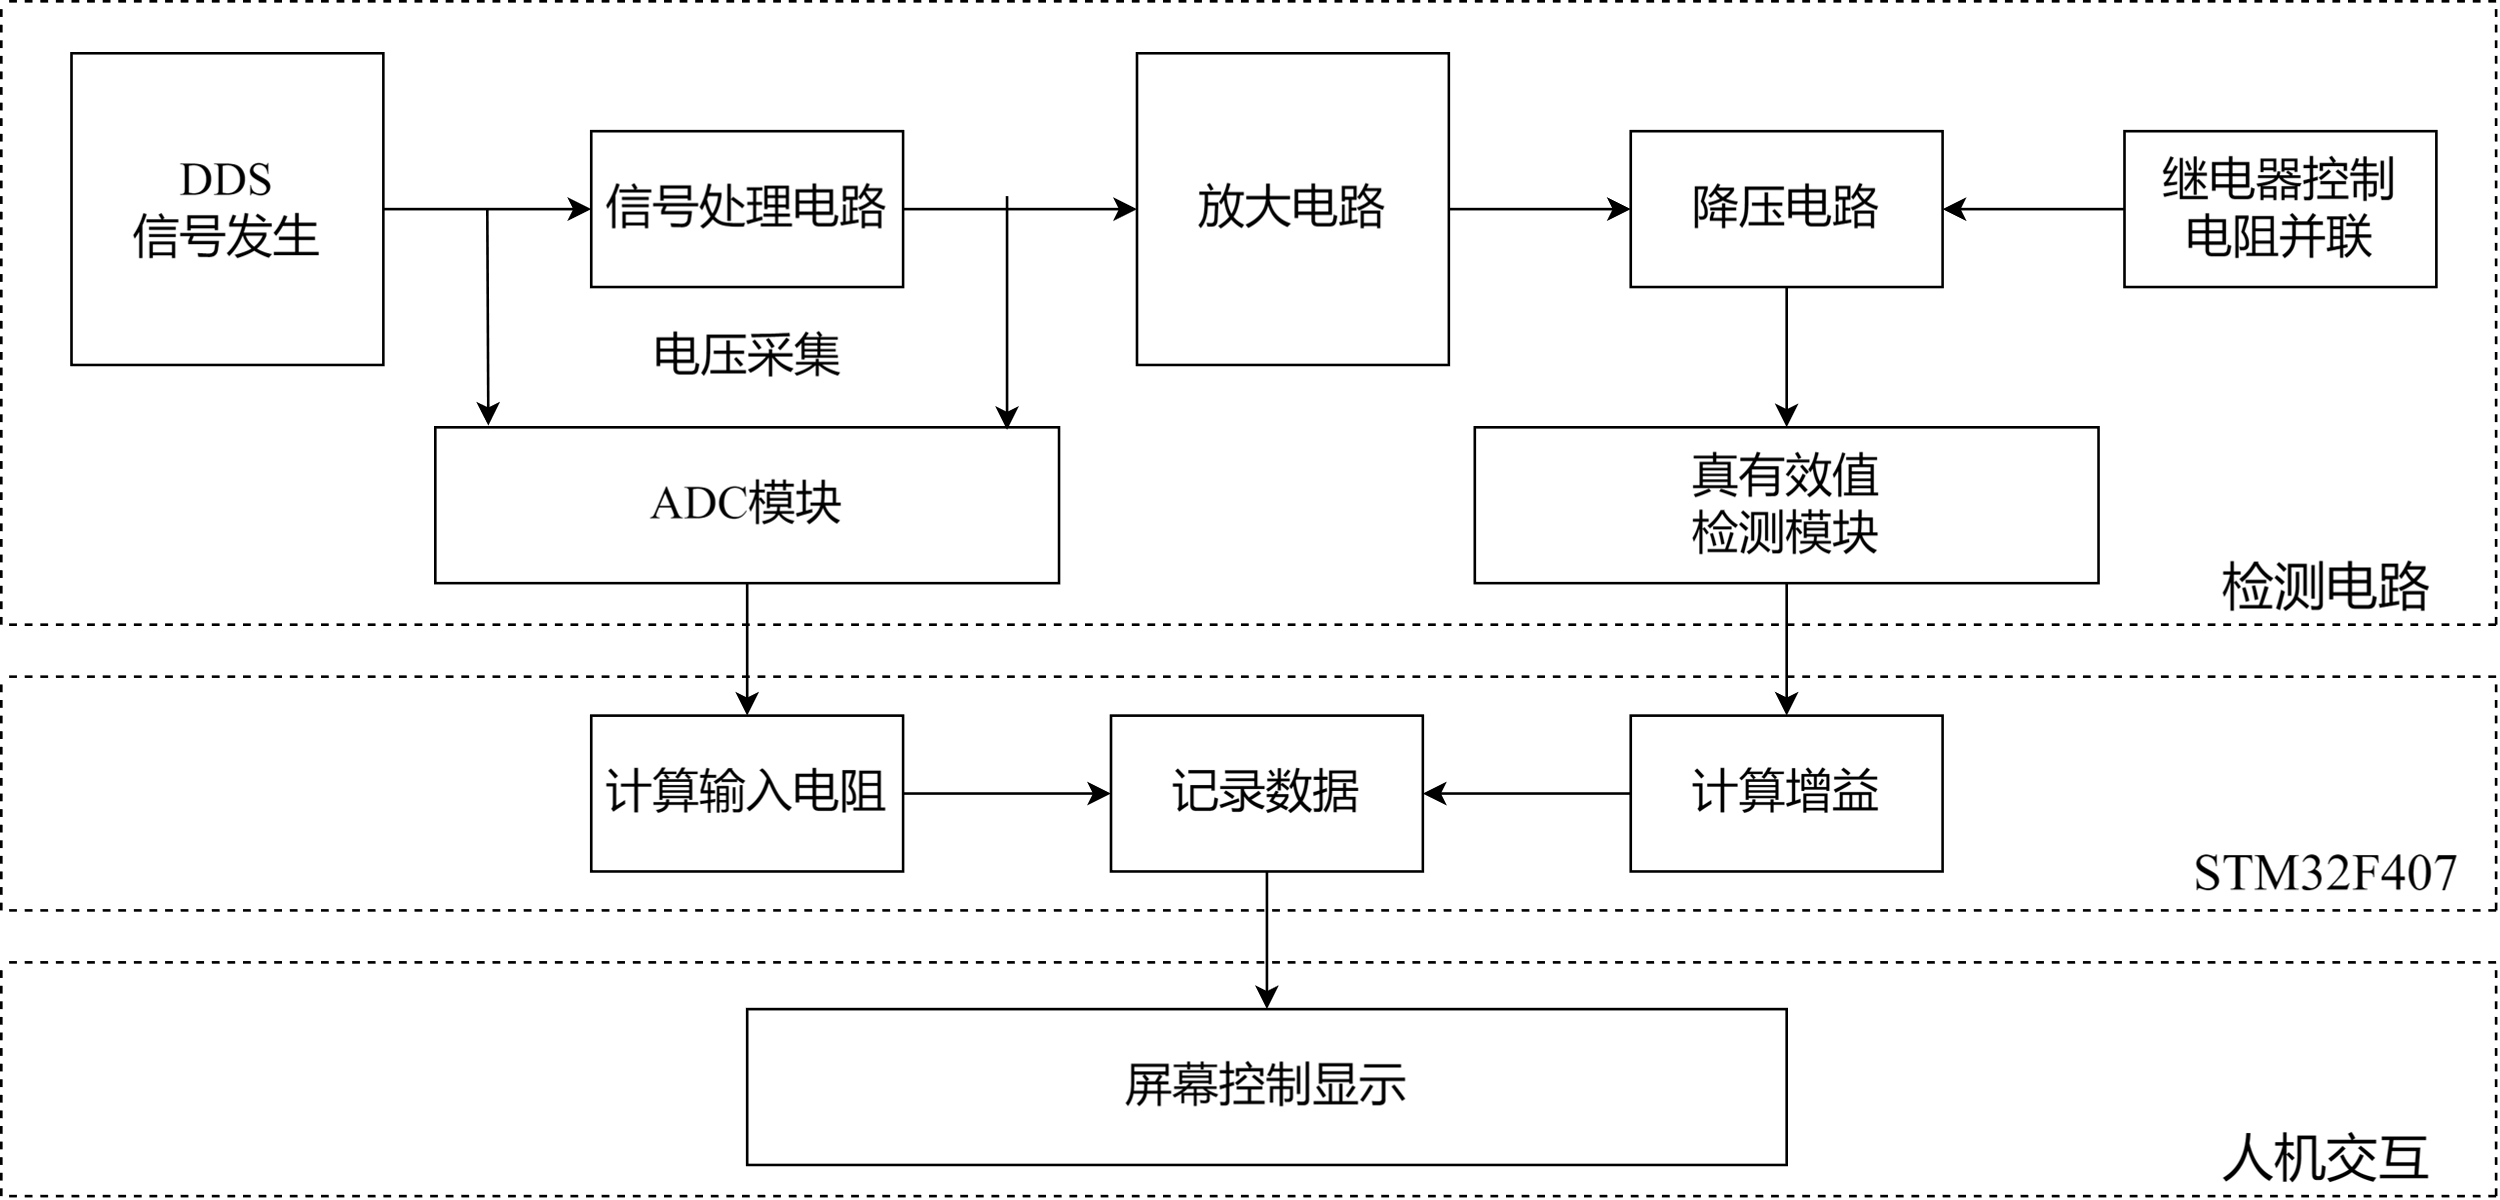 DDS
信号发生
信号处理电路
放大电路
降压电路
继电器控制
电阻并联
电压采集
ADC模块
真有效值
检测模块
检测电路
计算输入电阻
记录数据
计算增益
STM32F407
屏幕控制显示
人机交互